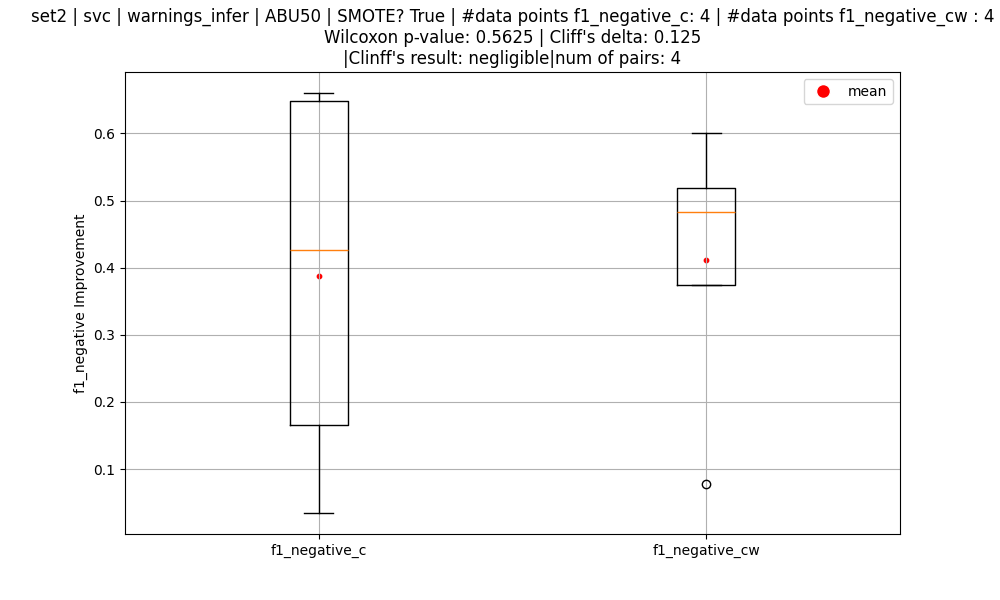 set2 | svc | warnings_infer | ABU50 | SMOTE? True | #data points f1_negative_c: 4 | #data points f1_negative_cw : 4
Wilcoxon p-value: 0.5625 | Cliff's delta: 0.125
|Clinff's result: negligible|num of pairs: 4
mean
0.6
0.5
0.4
0.3
0.2
0.1
f1_negative Improvement
f1_negative_c
f1_negative_cw